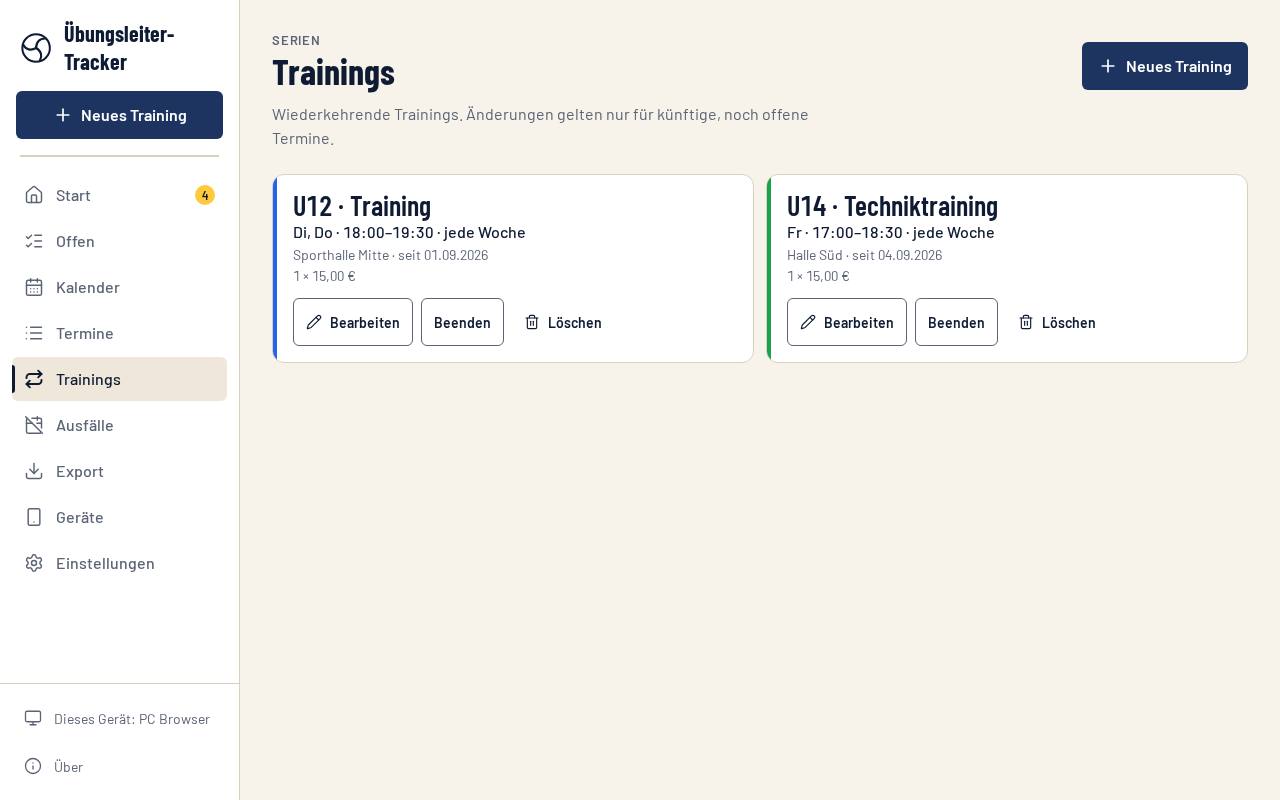 Übungsleiter-
Tracker
Neues Training
Start 4
Offen
Kalender
Termine
Trainings
Ausfälle
Export
Geräte
Einstellungen
Dieses Gerät: PC Browser
Über
SERIEN
Trainings
Wiederkehrende Trainings. Änderungen gelten nur für künftige, noch offene
Termine.
Neues Training
U12 · Training
Di, Do · 18:00–19:30 · jede Woche
Sporthalle Mitte · seit 01.09.2026
1 × 15,00 €
Bearbeiten Beenden Löschen
U14 · Techniktraining
Fr · 17:00–18:30 · jede Woche
Halle Süd · seit 04.09.2026
1 × 15,00 €
Bearbeiten Beenden Löschen